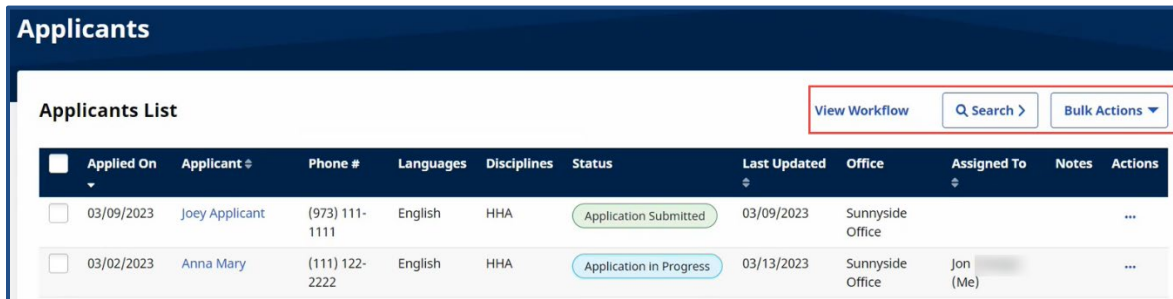 Applicants
Applicants List
View Workflow Search Bulk Actions
Applied On Applicant Phone # Languages Disciplines Status Last Updated Office Assigned To Notes Actions
03/09/2023 Joey Applicant (973) 111- English HHA Application Submitted 03/09/2023 Sunnyside
1111 Office
03/02/2023 Anna Mary (111) 122- English HHA Application in Progress 03/13/2023 Sunnyside Jon
2222 Office (Me)